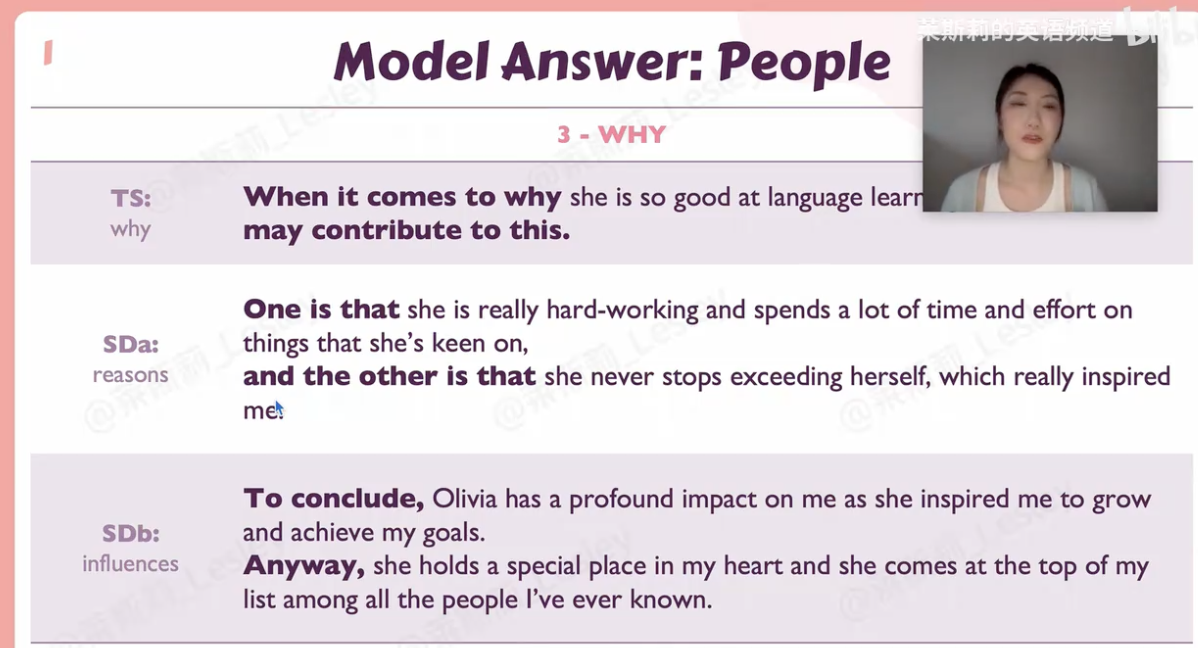 莱斯莉的英语频道 bilibili
Model Answer: People
3 - WHY
TS:
why
When it comes to why she is so good at language learn
may contribute to this.
SDa:
reasons
One is that she is really hard-working and spends a lot of time and effort on
things that she's keen on,
and the other is that she never stops exceeding herself, which really inspired
me.
SDb:
influences
To conclude, Olivia has a profound impact on me as she inspired me to grow
and achieve my goals.
Anyway, she holds a special place in my heart and she comes at the top of my
list among all the people I've ever known.
@莱斯莉_Lesley